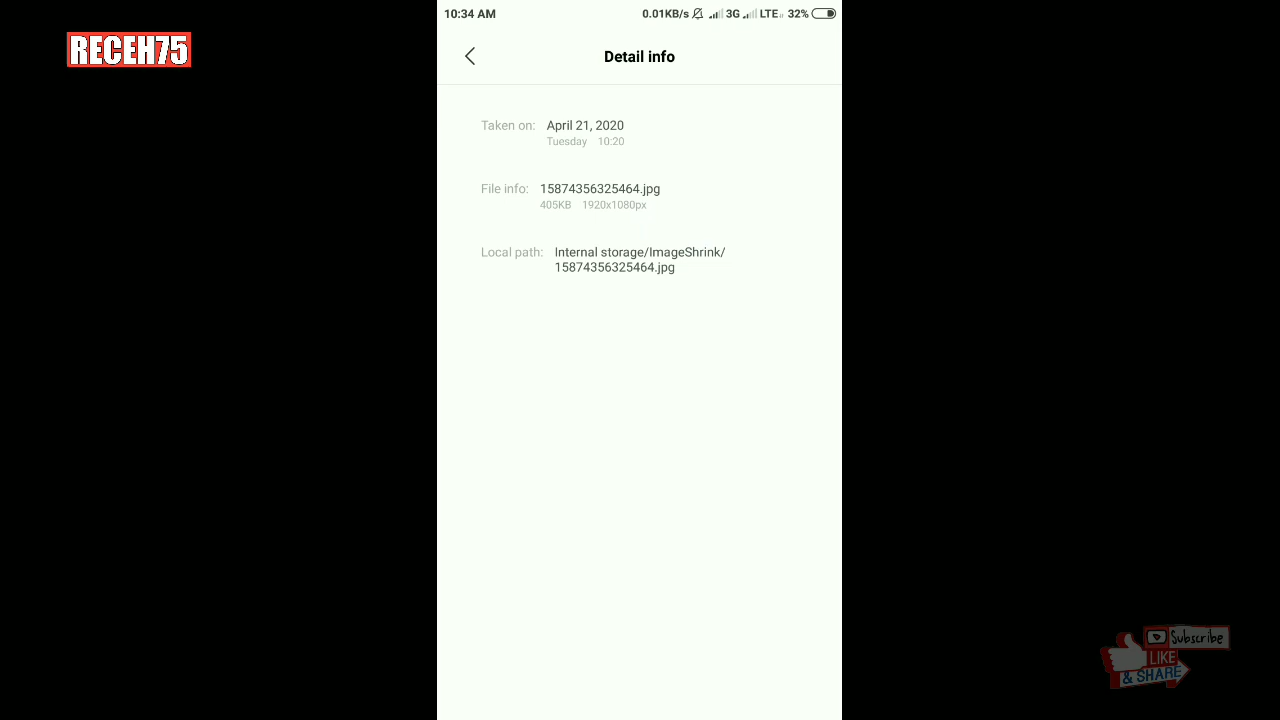 10:34 AM 0.01KB/s 3G LTE 32%
RECEH75
Detail info
Taken on: April 21, 2020
Tuesday 10:20
File info: 15874356325464.jpg
405KB 1920x1080px
Local path: Internal storage/ImageShrink/
15874356325464.jpg
Subscribe
LIKE
& SHARE